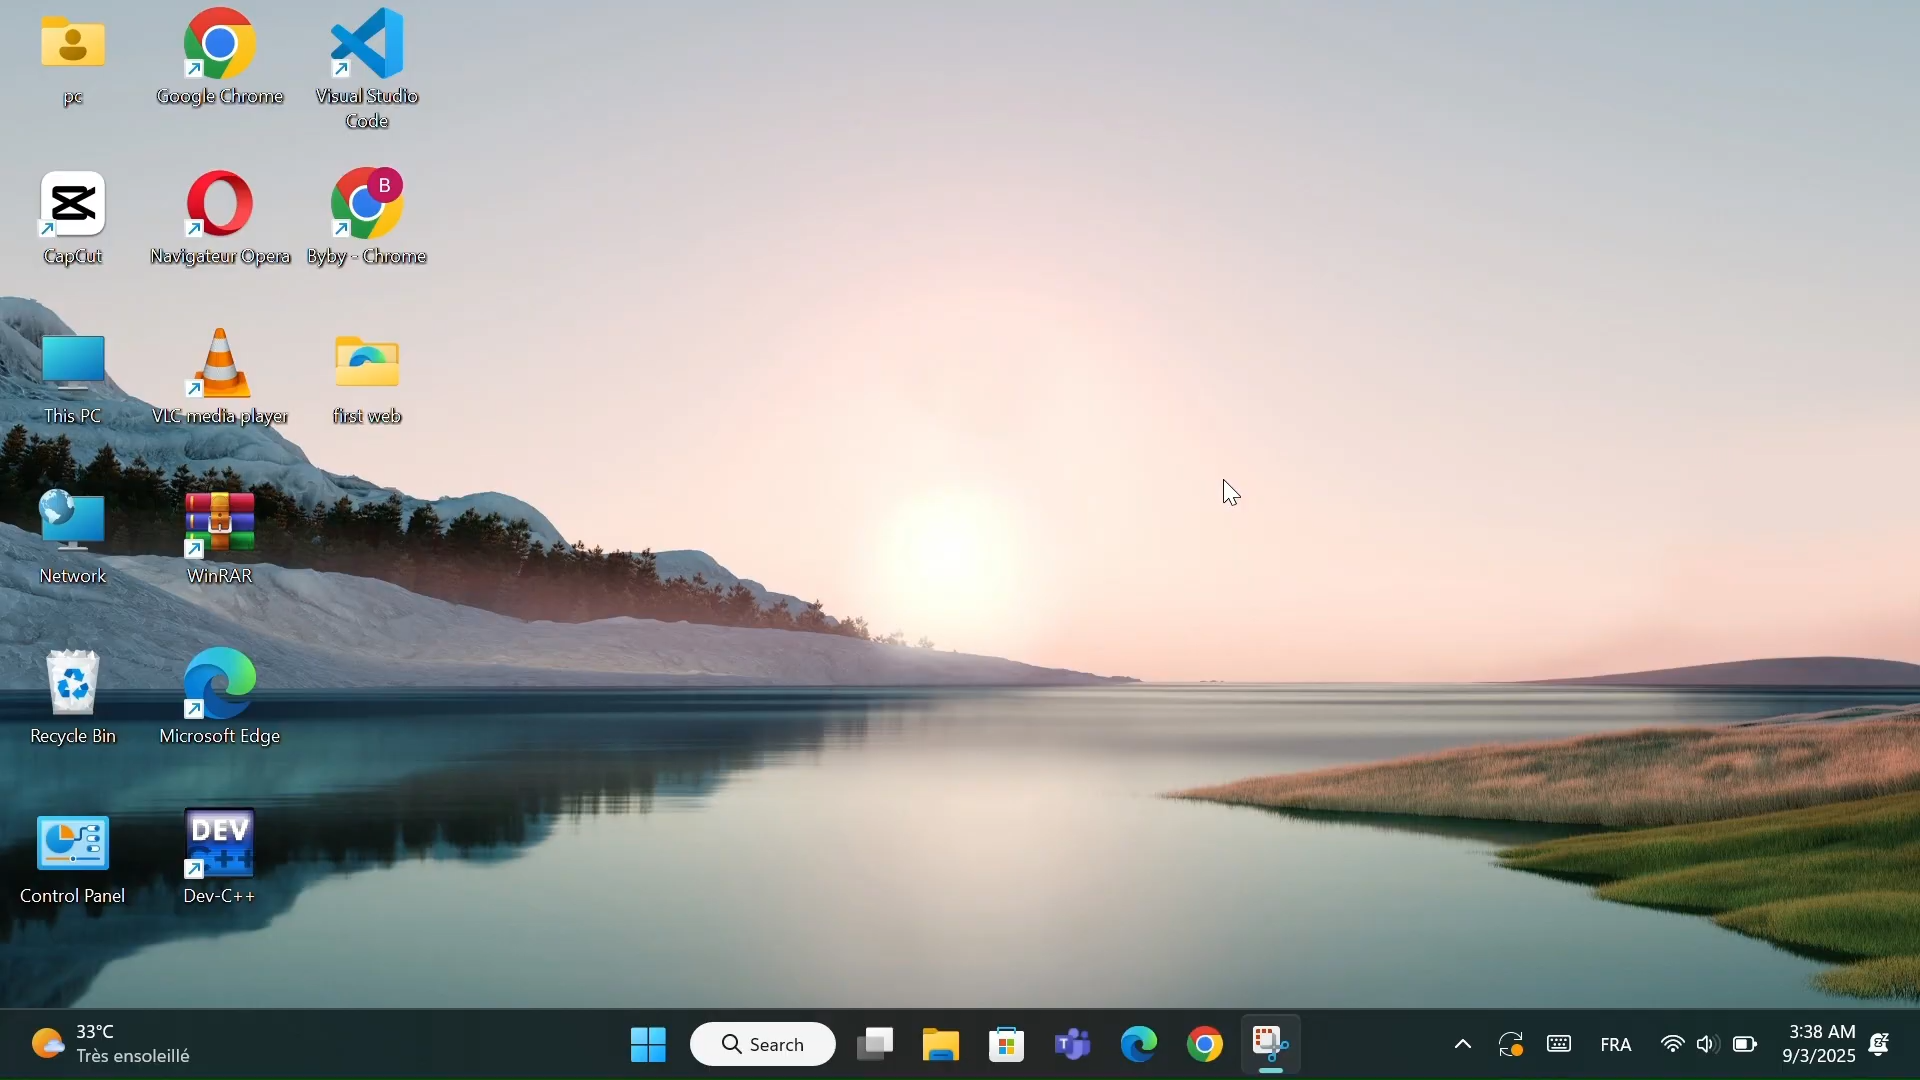 pc
Google Chrome
Visual Studio
Code
CapCut
Navigateur Opera
B
Byby - Chrome
This PC
VLC media player
first web
Network
WinRAR
Recycle Bin
Microsoft Edge
Control Panel
DEV
C++
Dev-C++
33°C
Très ensoleillé
Search
T
FRA
3:38 AM
9/3/2025